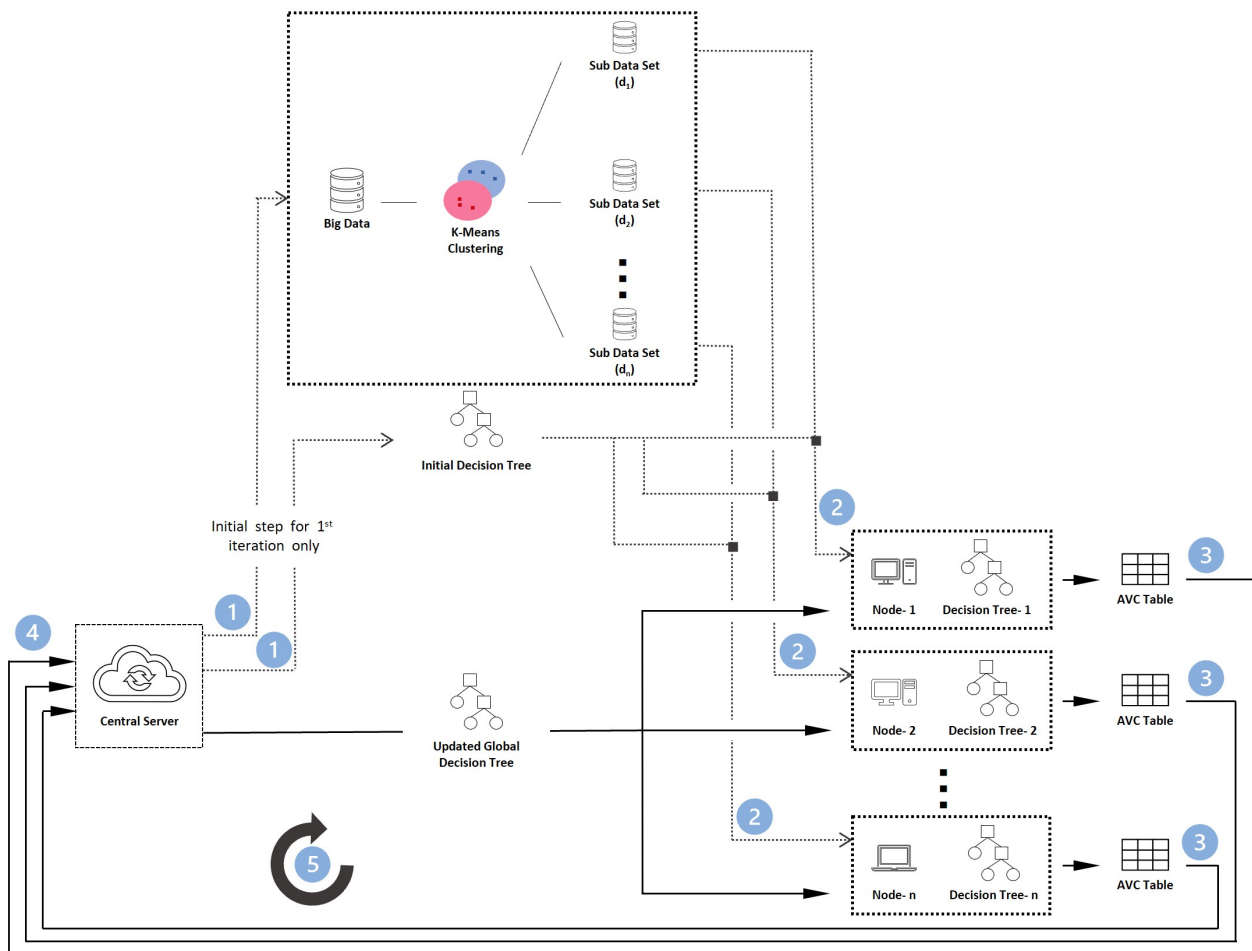 Sub Data Set
(d1)
Sub Data Set
(d2)
Big Data
K-Means
Clustering
Sub Data Set
(dn)
Initial Decision Tree
Initial step for 1st
iteration only
1
1
2
Node- 1
Decision Tree- 1
AVC Table
3
4
Central Server
Updated Global
Decision Tree
2
Node- 2
Decision Tree- 2
AVC Table
3
2
Node- n
Decision Tree- n
AVC Table
3
5